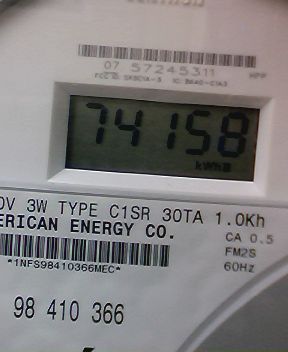 07 57245311
HPP
74158
kWh
0V 3W TYPE C1SR 30TA 1.0Kh
ERICAN ENERGY CO.
CA 0.5
FM2S
*1NFS98410366MEC*
60Hz
98 410 366